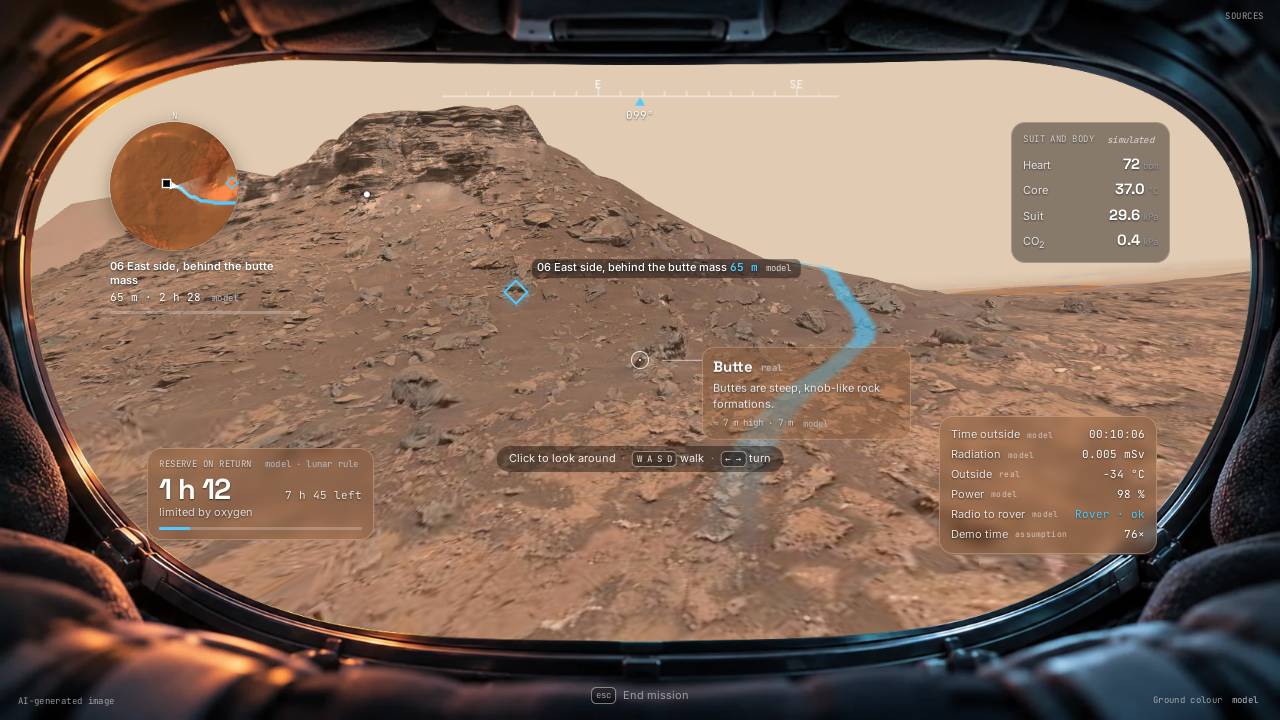 SOURCES
E
SE
099°
N
06 East side, behind the butte
mass
65 m · 2 h 28 model
SUIT AND BODY simulated
Heart 72 bpm
Core 37.0 °C
Suit 29.6 kPa
CO₂ 0.4 kPa
06 East side, behind the butte mass 65 m model
Butte real
Buttes are steep, knob-like rock
formations.
≈ 7 m high · 7 m model
Click to look around · W A S D walk · ← → turn
RESERVE ON RETURN model · lunar rule
1 h 12 7 h 45 left
limited by oxygen
Time outside model 00:10:06
Radiation model 0.005 mSv
Outside real -34 °C
Power model 98 %
Radio to rover model Rover · ok
Demo time assumption 76×
AI-generated image
esc End mission
Ground colour model